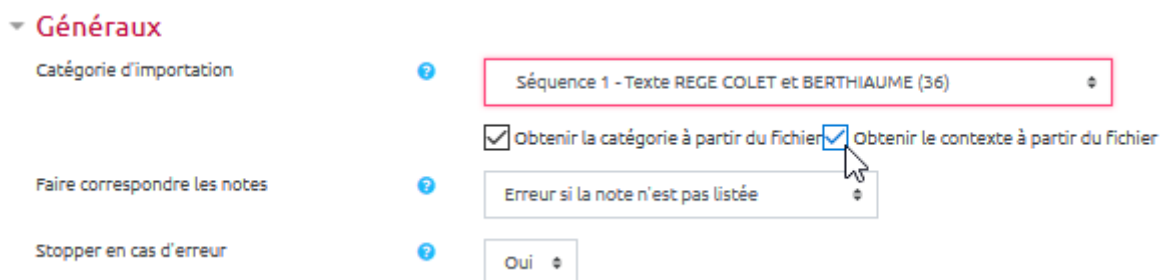 Généraux
Catégorie d'importation
Séquence 1 - Texte REGE COLET et BERTHIAUME (36)
Obtenir la catégorie à partir du fichier Obtenir le contexte à partir du fichier
Faire correspondre les notes
Erreur si la note n'est pas listée
Stopper en cas d'erreur
Oui